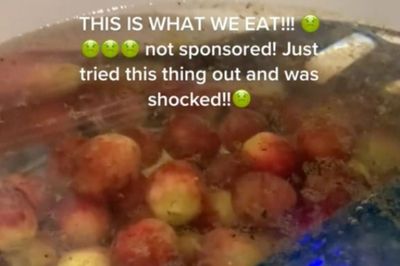 THIS IS WHAT WE EAT!!! 🤢
🤢🤢🤢 not sponsored! Just
tried this thing out and was
shocked!!🤢